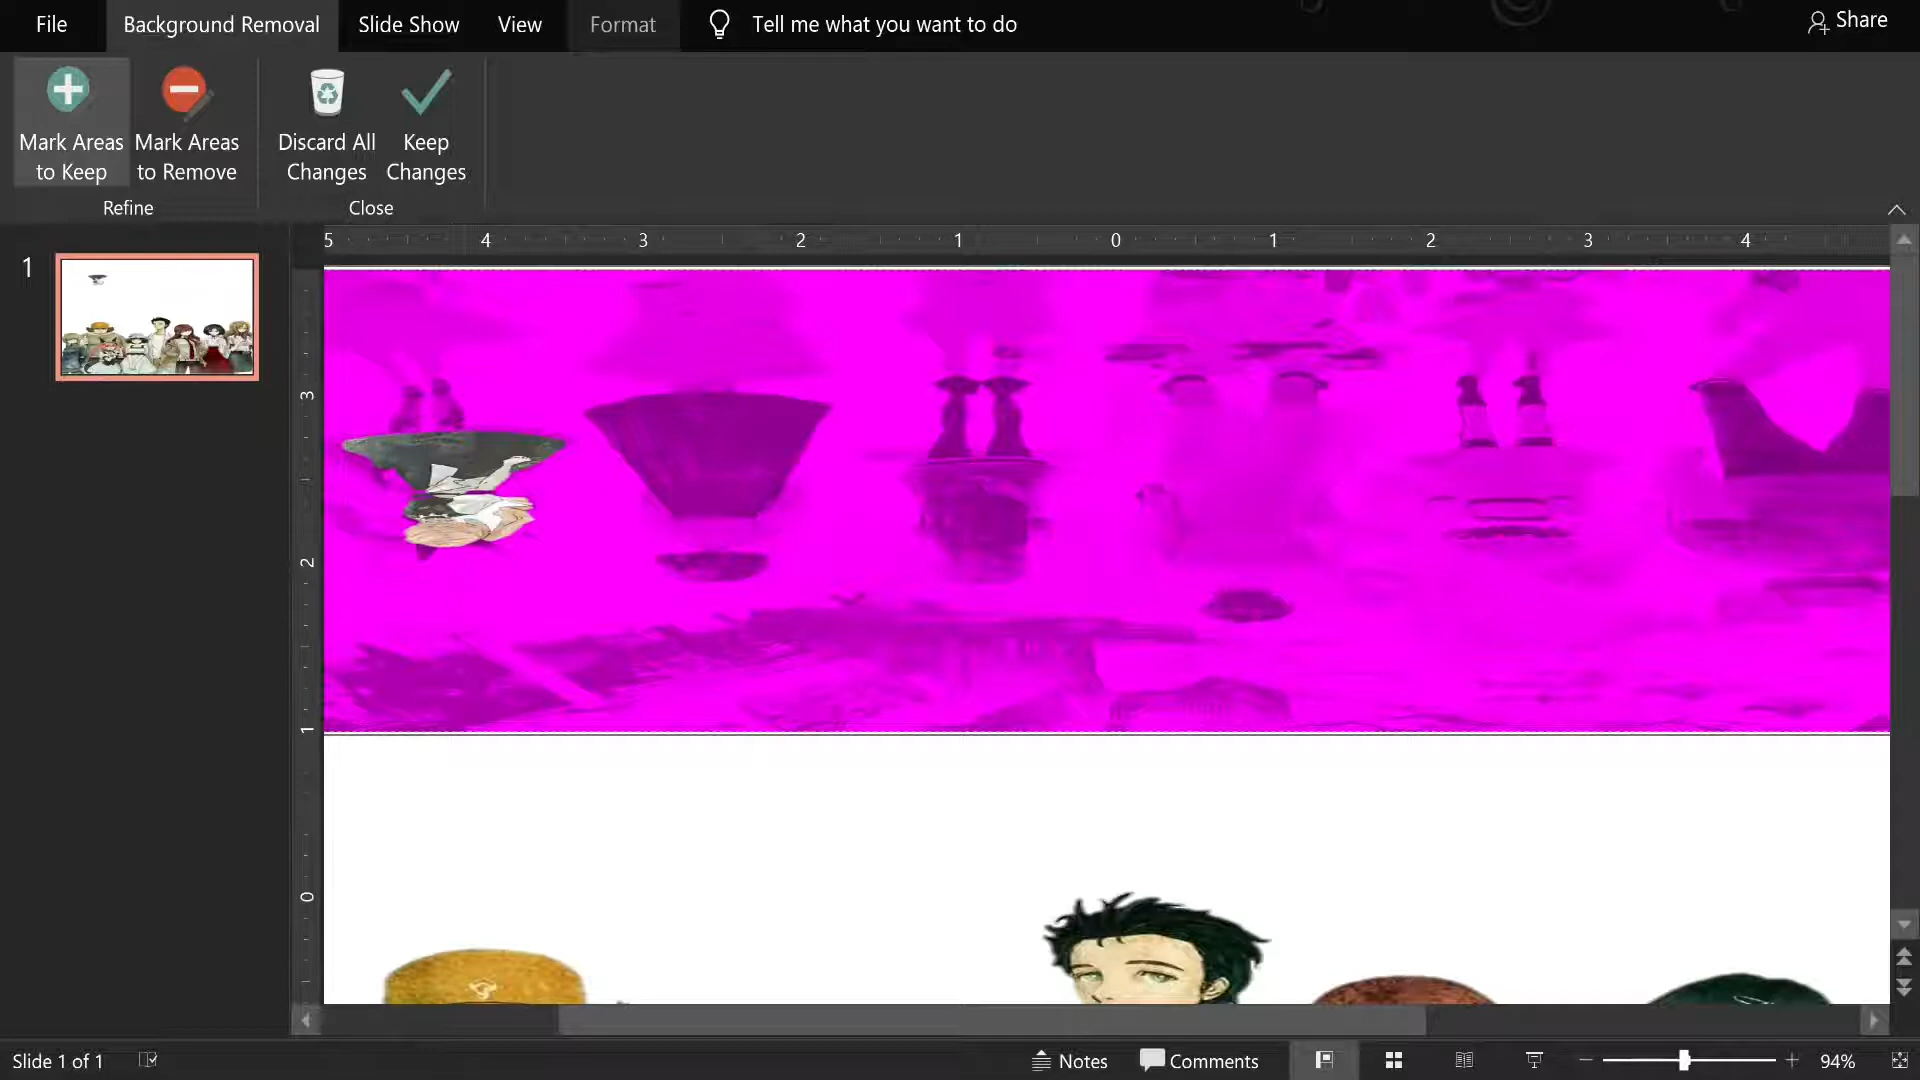 File Background Removal Slide Show View Format Tell me what you want to do Share
Mark Areas to Keep
Mark Areas to Remove
Discard All Changes
Keep Changes
Refine
Close
5 4 3 2 1 0 1 2 3 4
1
3
2
1
0
Slide 1 of 1 Notes Comments 94%